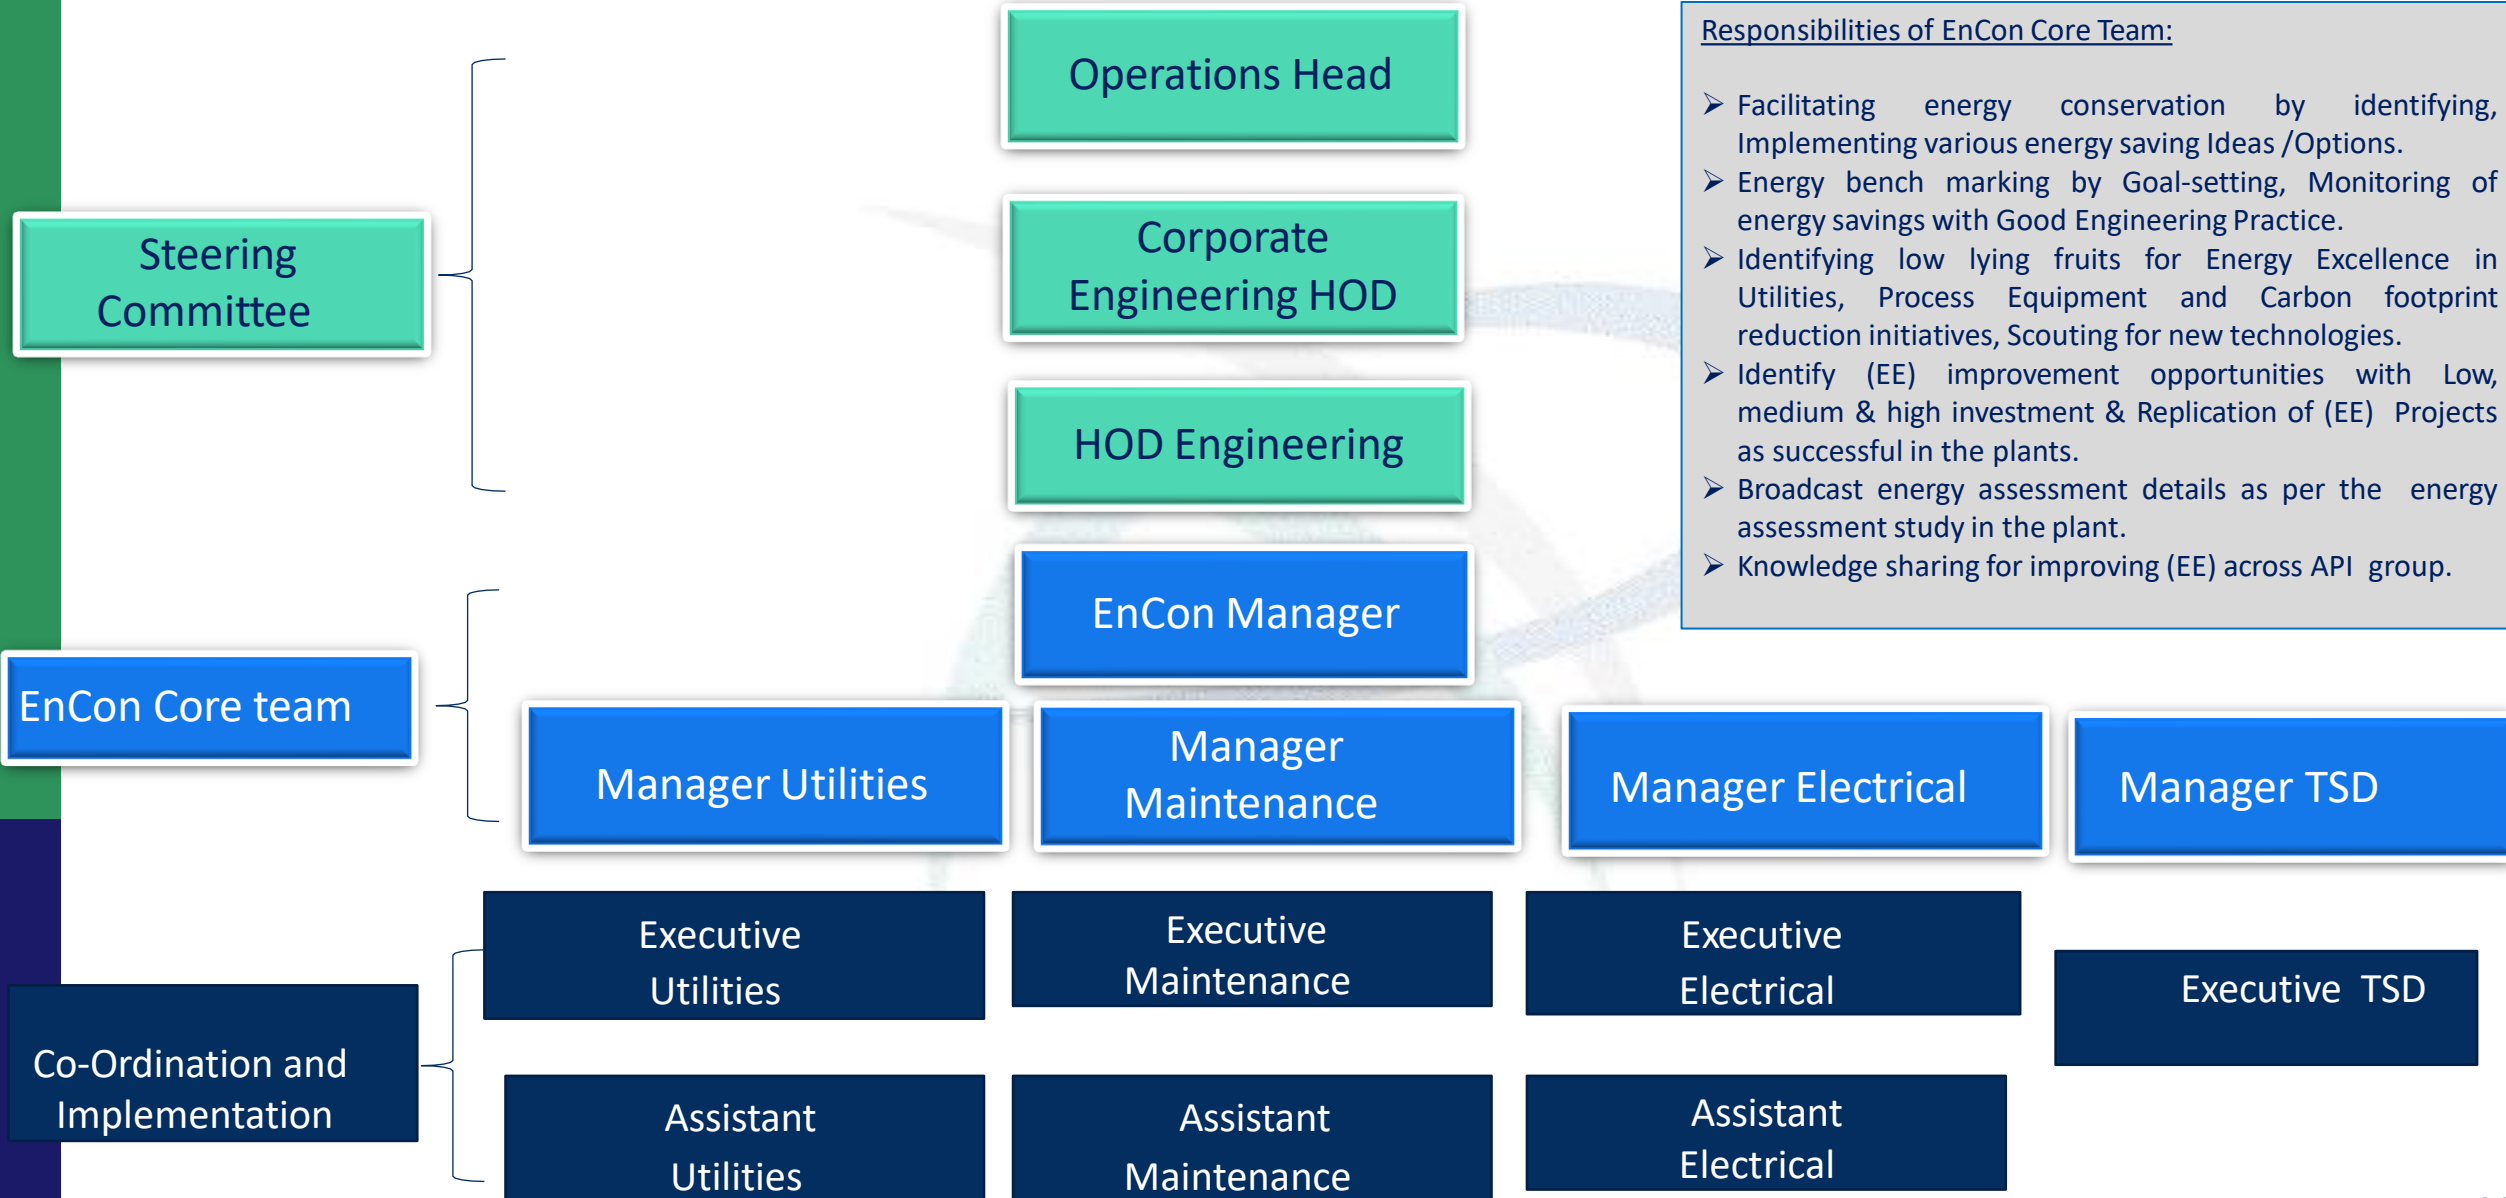 Operations Head
Corporate
Engineering HOD
HOD Engineering
Steering
Committee
Responsibilities of EnCon Core Team:
➢ Facilitating energy conservation by identifying,
Implementing various energy saving Ideas /Options.
➢ Energy bench marking by Goal-setting, Monitoring of
energy savings with Good Engineering Practice.
➢ Identifying low lying fruits for Energy Excellence in
Utilities, Process Equipment and Carbon footprint
reduction initiatives, Scouting for new technologies.
➢ Identify (EE) improvement opportunities with Low,
medium & high investment & Replication of (EE) Projects
as successful in the plants.
➢ Broadcast energy assessment details as per the energy
assessment study in the plant.
➢ Knowledge sharing for improving (EE) across API group.
EnCon Manager
EnCon Core team
Manager Utilities
Manager
Maintenance
Manager Electrical
Manager TSD
Executive
Utilities
Executive
Maintenance
Executive
Electrical
Executive TSD
Co-Ordination and
Implementation
Assistant
Utilities
Assistant
Maintenance
Assistant
Electrical